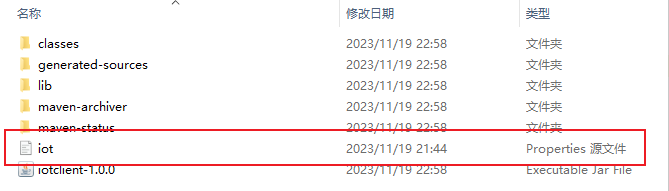 名称 修改日期 类型
classes 2023/11/19 22:58 文件夹
generated-sources 2023/11/19 22:58 文件夹
lib 2023/11/19 22:58 文件夹
maven-archiver 2023/11/19 22:58 文件夹
maven-status 2023/11/19 22:58 文件夹
iot 2023/11/19 21:44 Properties 源文件
iotclient-1.0.0 2023/11/19 22:58 Executable Jar File